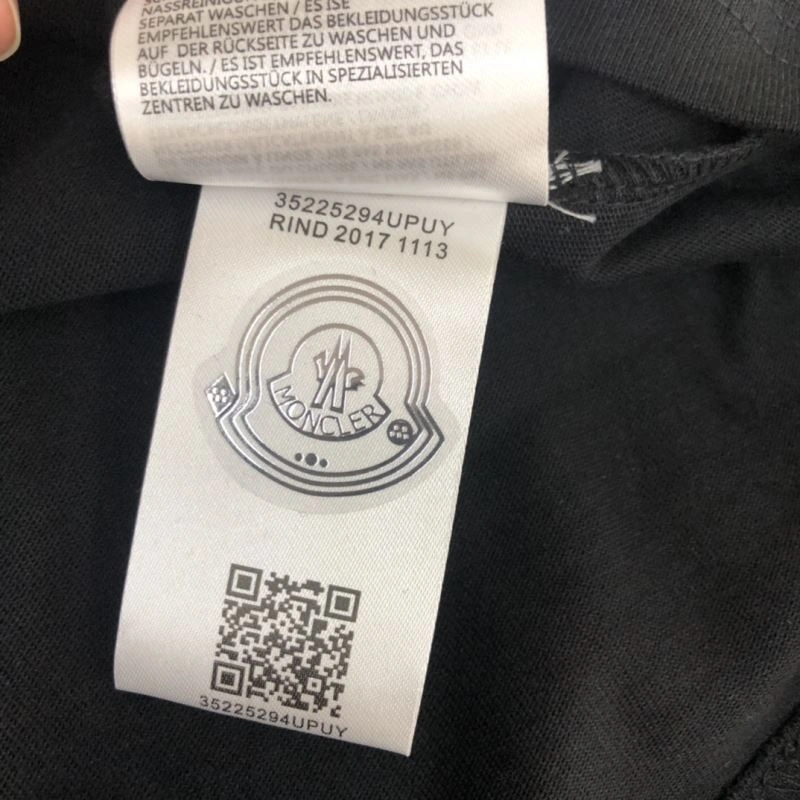 NASSREINIGUNG
SEPARAT WASCHEN / ES ISE
EMPFEHLENSWERT DAS BEKLEIDUNGSSTÜCK
AUF DER RÜCKSEITE ZU WASCHEN UND
BÜGELN. / ES IST EMPFEHLENSWERT, DAS
BEKLEIDUNGSSTÜCK IN SPEZIALISIERTEN
ZENTREN ZU WASCHEN.
35225294UPUY
RIND 2017 1113
MONCLER
35225294UPUY